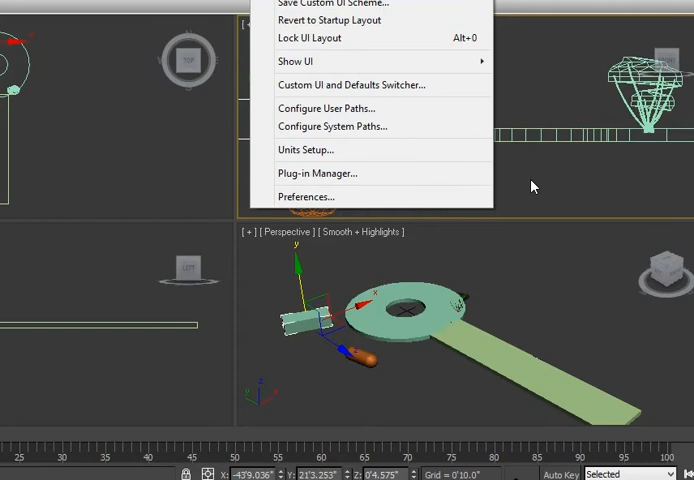 Save Custom UI Scheme...
Revert to Startup Layout
Lock UI Layout Alt+0
Show UI
Custom UI and Defaults Switcher...
Configure User Paths...
Configure System Paths...
Units Setup...
Plug-in Manager...
Preferences...
TOP
LEFT
[ + ] [ Perspective ] [ Smooth + Highlights ]
y
x
z
25 30 35 40 45 50 55 60 65 70 75 80 85 90 95 100
X: -43'9.036" Y: 21'3.253" Z: 0'4.575" Grid = 0'10.0" Auto Key Selected